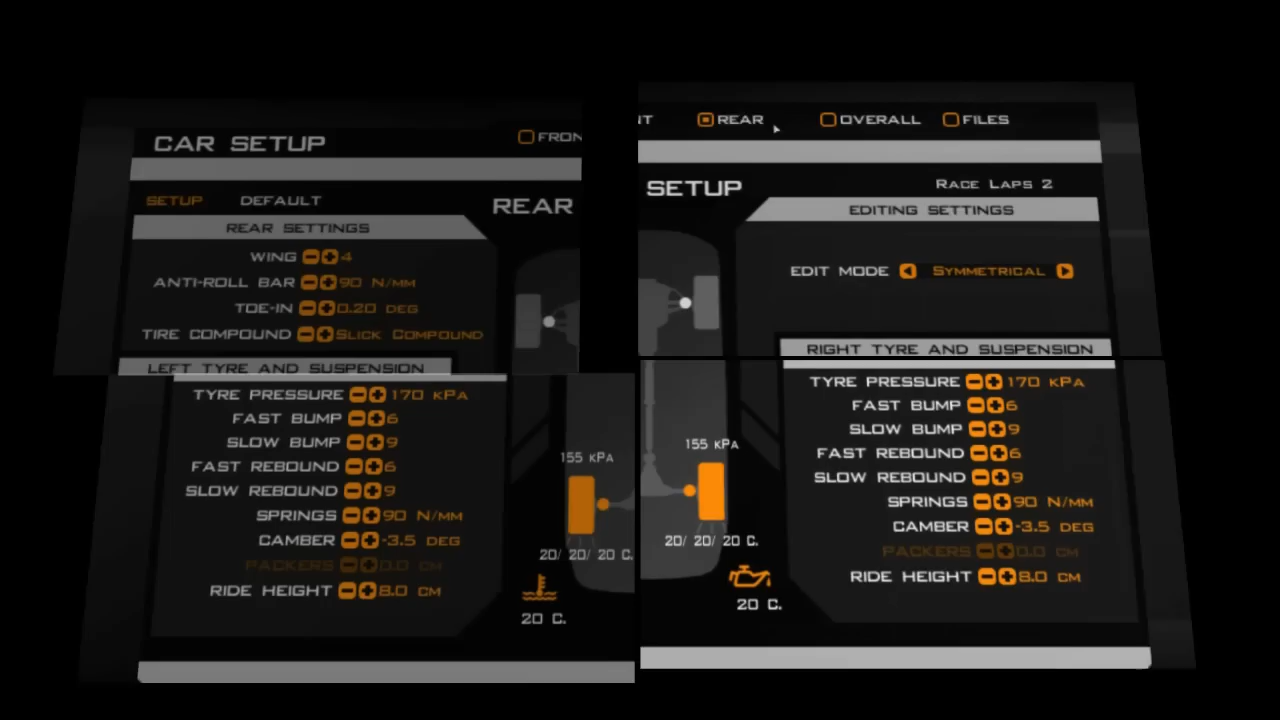 CAR SETUP
FRON
NT REAR OVERALL FILES
SETUP DEFAULT
REAR SETUP
RACE LAPS 2
REAR SETTINGS
WING 4
ANTI-ROLL BAR 90 N/MM
TOE-IN 0.20 DEG
TIRE COMPOUND SLICK COMPOUND
EDITING SETTINGS
EDIT MODE SYMMETRICAL
LEFT TYRE AND SUSPENSION
TYRE PRESSURE 170 KPA
FAST BUMP 6
SLOW BUMP 9
FAST REBOUND 6
SLOW REBOUND 9
SPRINGS 90 N/MM
CAMBER -3.5 DEG
PACKERS 0.0 CM
RIDE HEIGHT 8.0 CM
155 KPA
20/ 20/ 20 C.
20 C.
155 KPA
20/ 20/ 20 C.
20 C.
RIGHT TYRE AND SUSPENSION
TYRE PRESSURE 170 KPA
FAST BUMP 6
SLOW BUMP 9
FAST REBOUND 6
SLOW REBOUND 9
SPRINGS 90 N/MM
CAMBER -3.5 DEG
PACKERS 0.0 CM
RIDE HEIGHT 8.0 CM